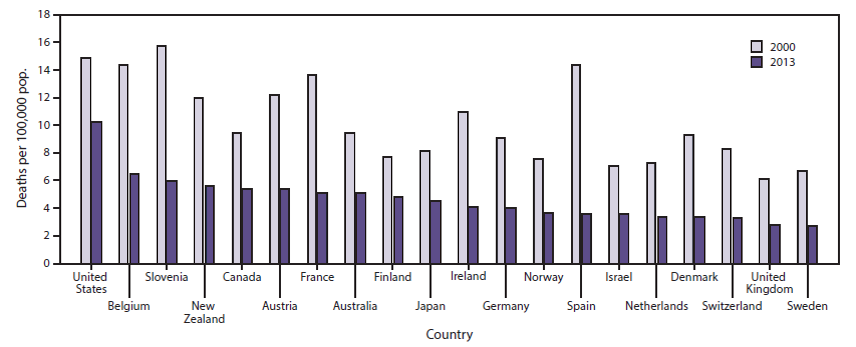 18
16
14
12
10
8
6
4
2
0
Deaths per 100,000 pop.
2000
2013
United
States
Belgium
Slovenia
New
Zealand
Canada
Austria
France
Australia
Finland
Japan
Ireland
Germany
Norway
Spain
Israel
Netherlands
Denmark
Switzerland
United
Kingdom
Sweden
Country